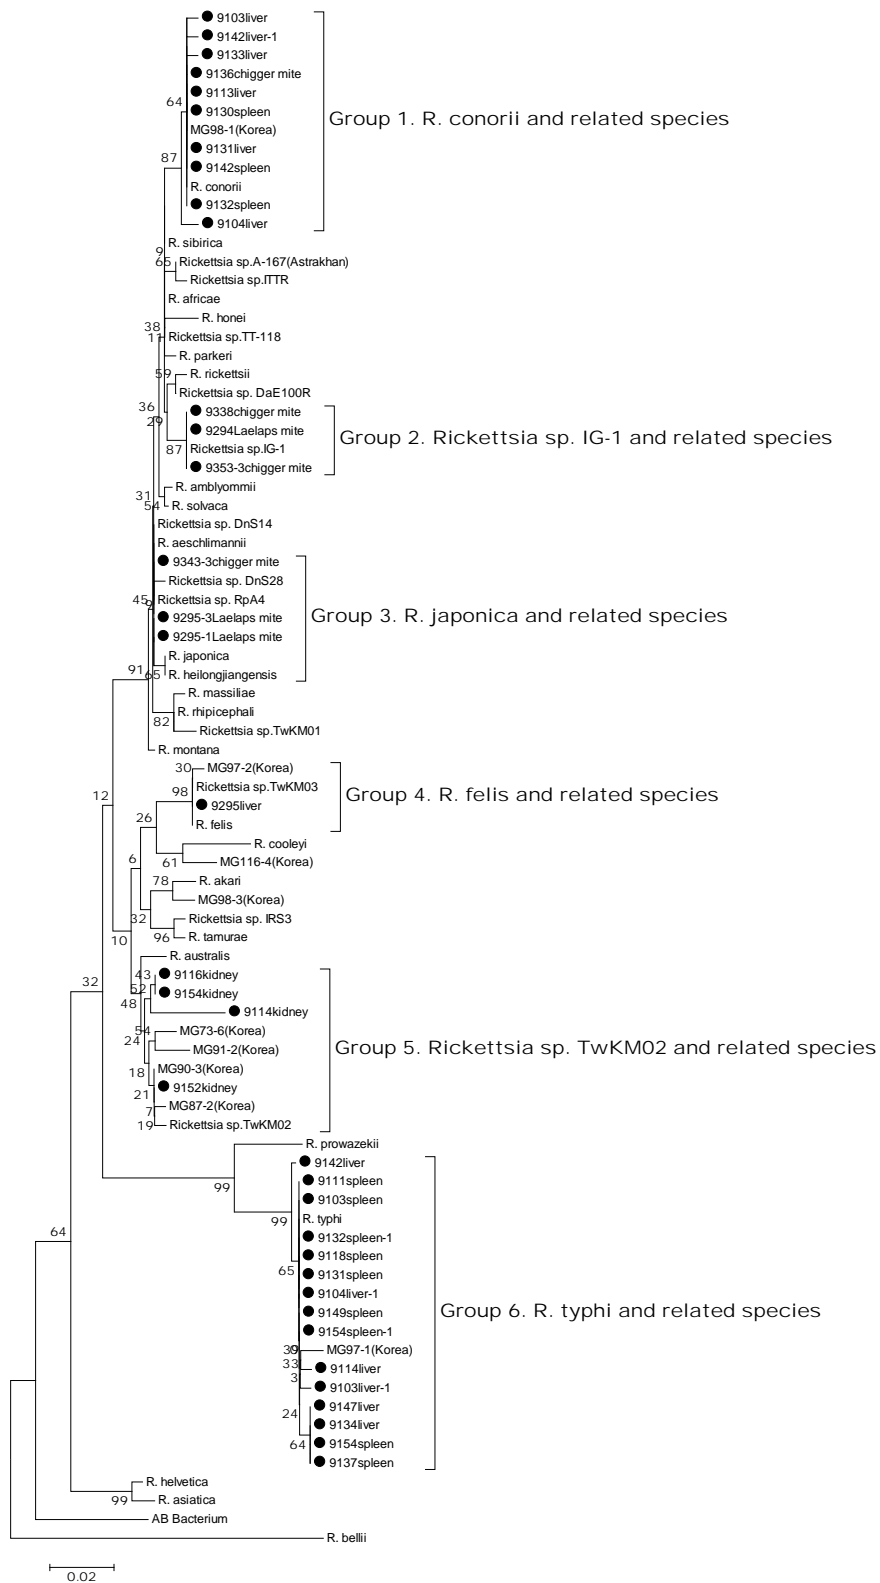 9103liver
9142liver-1
9133liver
9136chigger mite
9113liver
64
9130spleen
Group 1. R. conorii and related species
MG98-1(Korea)
9131liver
87
9142spleen
R. conorii
9132spleen
9104liver
R. sibirica
9
65
Rickettsia sp.A-167(Astrakhan)
Rickettsia sp.ITTR
R. africae
R. honei
38
11
Rickettsia sp.TT-118
R. parkeri
59
R. rickettsii
Rickettsia sp. DaE100R
36
9338chigger mite
29
9294Laelaps mite
Group 2. Rickettsia sp. IG-1 and related species
87
Rickettsia sp.IG-1
9353-3chigger mite
R. amblyommii
31
54
R. solvaca
Rickettsia sp. DnS14
R. aeschlimannii
9343-3chigger mite
Rickettsia sp. DnS28
45
9
Rickettsia sp. RpA4
9295-3Laelaps mite
Group 3. R. japonica and related species
9295-1Laelaps mite
R. japonica
91
65
R. heilongjiangensis
R. massiliae
R. rhipicephali
82
Rickettsia sp.TwKM01
R. montana
30
MG97-2(Korea)
12
98
Rickettsia sp.TwKM03
Group 4. R. felis and related species
9295liver
26
R. felis
R. cooleyi
6
61
MG116-4(Korea)
78
R. akari
MG98-3(Korea)
32
Rickettsia sp. IRS3
10
96
R. tamurae
R. australis
32
43
9116kidney
52
9154kidney
48
9114kidney
54
MG73-6(Korea)
24
MG91-2(Korea)
Group 5. Rickettsia sp. TwKM02 and related species
18
MG90-3(Korea)
21
9152kidney
7
MG87-2(Korea)
19
Rickettsia sp.TwKM02
R. prowazekii
9142liver
99
9111spleen
9103spleen
99
R. typhi
64
9132spleen-1
9118spleen
65
9131spleen
9104liver-1
9149spleen
Group 6. R. typhi and related species
9154spleen-1
39
MG97-1(Korea)
33
9114liver
3
9103liver-1
24
9147liver
9134liver
64
9154spleen
9137spleen
R. helvetica
99
R. asiatica
AB Bacterium
R. bellii
0.02